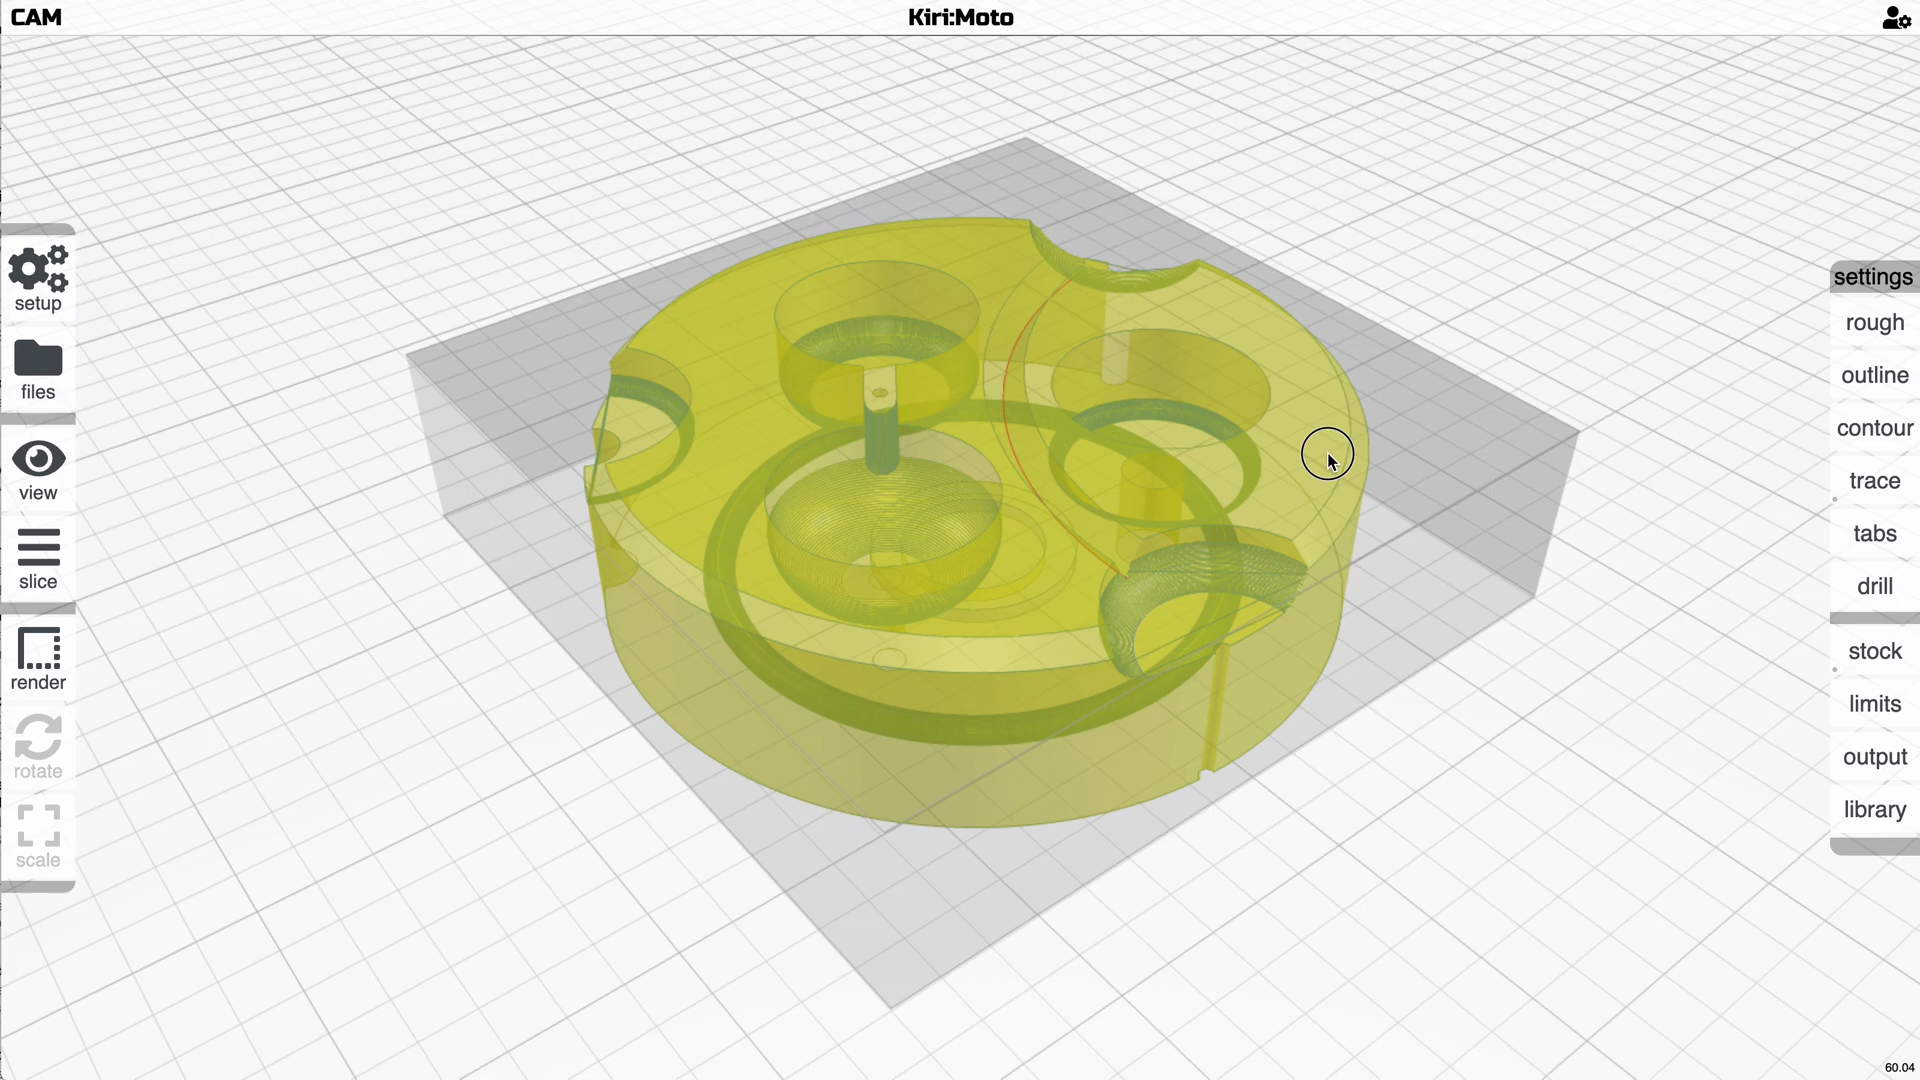 CAM
Kiri:Moto
setup
files
view
slice
render
rotate
scale
settings
rough
outline
contour
trace
tabs
drill
stock
limits
output
library
60.04